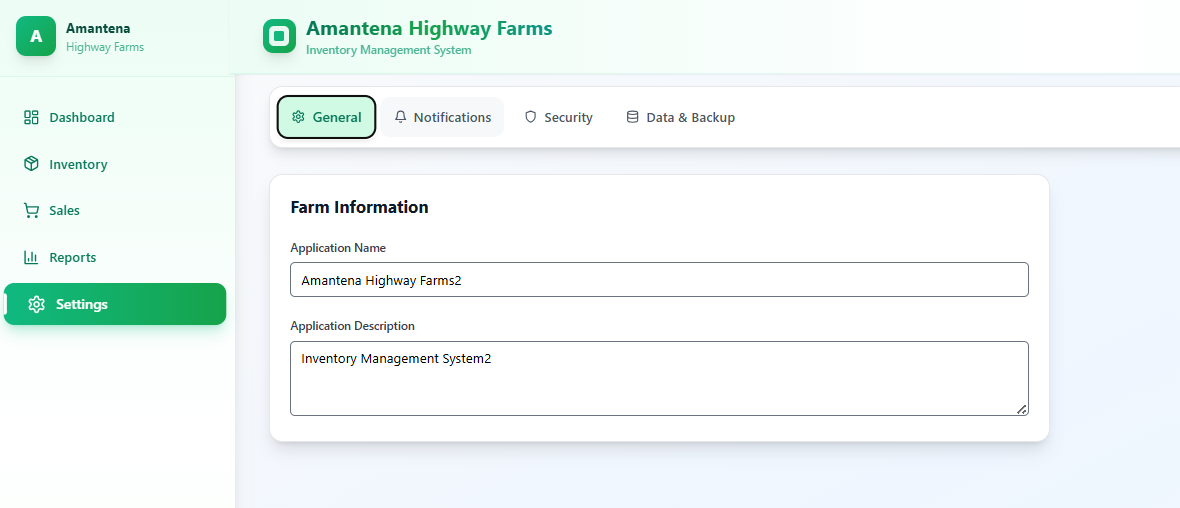 A
Amantena
Highway Farms
Dashboard
Inventory
Sales
Reports
Settings
Amantena Highway Farms
Inventory Management System
General
Notifications
Security
Data & Backup
Farm Information
Application Name
Amantena Highway Farms2
Application Description
Inventory Management System2